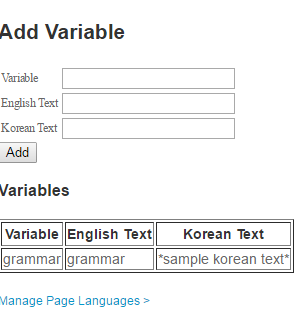 Add Variable
Variable
English Text
Korean Text
Add
Variables
Variable English Text Korean Text
grammar grammar *sample korean text*
Manage Page Languages >